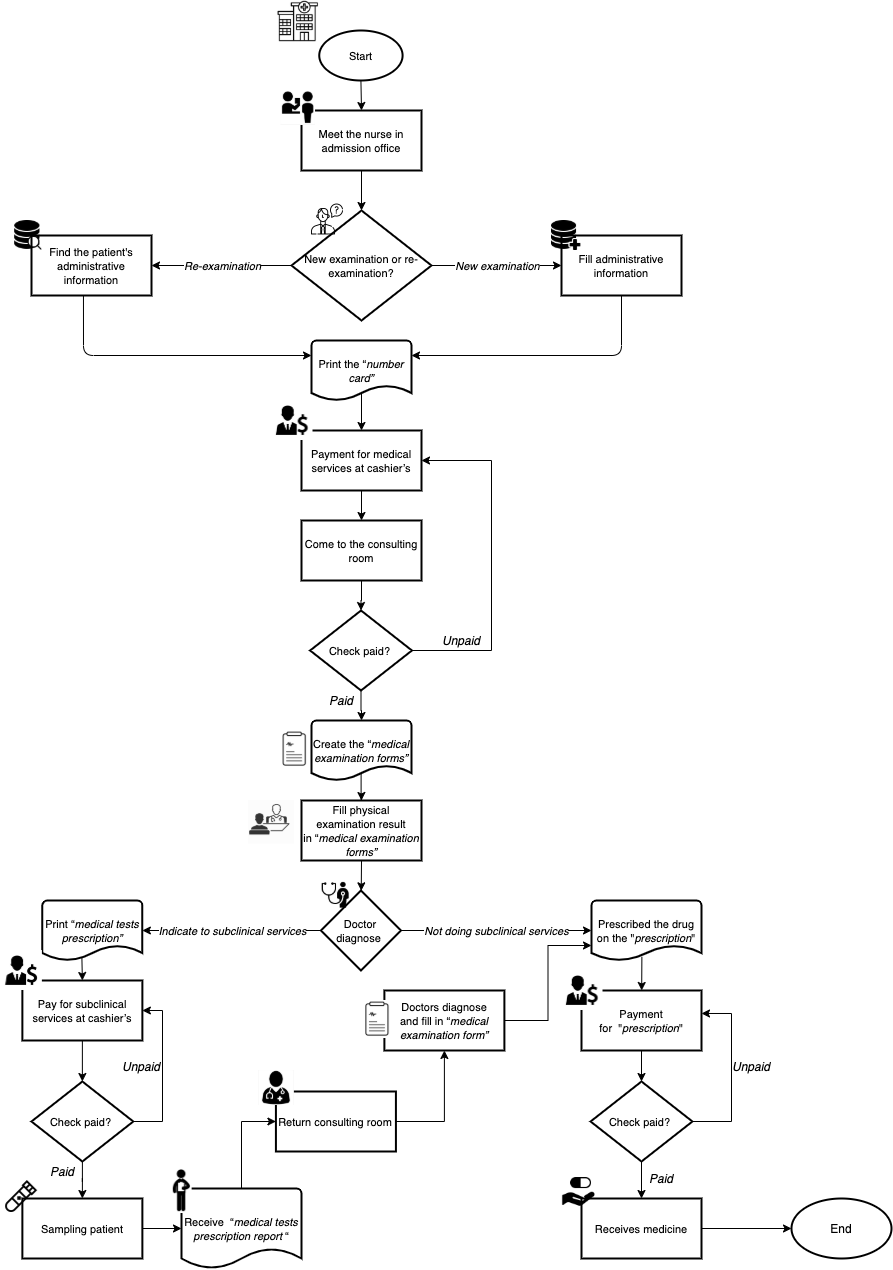 Start
Meet the nurse in
admission office
?
Find the patient's
administrative
information
Re-examination
New examination or re-
examination?
New examination
Fill administrative
information
Print the “number
card”
$
Payment for medical
services at cashier’s
Come to the consulting
room
Check paid?
Unpaid
Paid
Create the “medical
examination forms”
Fill physical
examination result
in “medical examination
forms”
Doctor
diagnose
Indicate to subclinical services
Not doing subclinical services
Print “medical tests
prescription”
Prescribed the drug
on the "prescription"
$
Pay for subclinical
services at cashier’s
Doctors diagnose
and fill in “medical
examination form”
$
Payment
for "prescription"
Unpaid
Unpaid
Check paid?
Return consulting room
Check paid?
Paid
Paid
Sampling patient
Receive “medical tests
prescription report “
Receives medicine
End